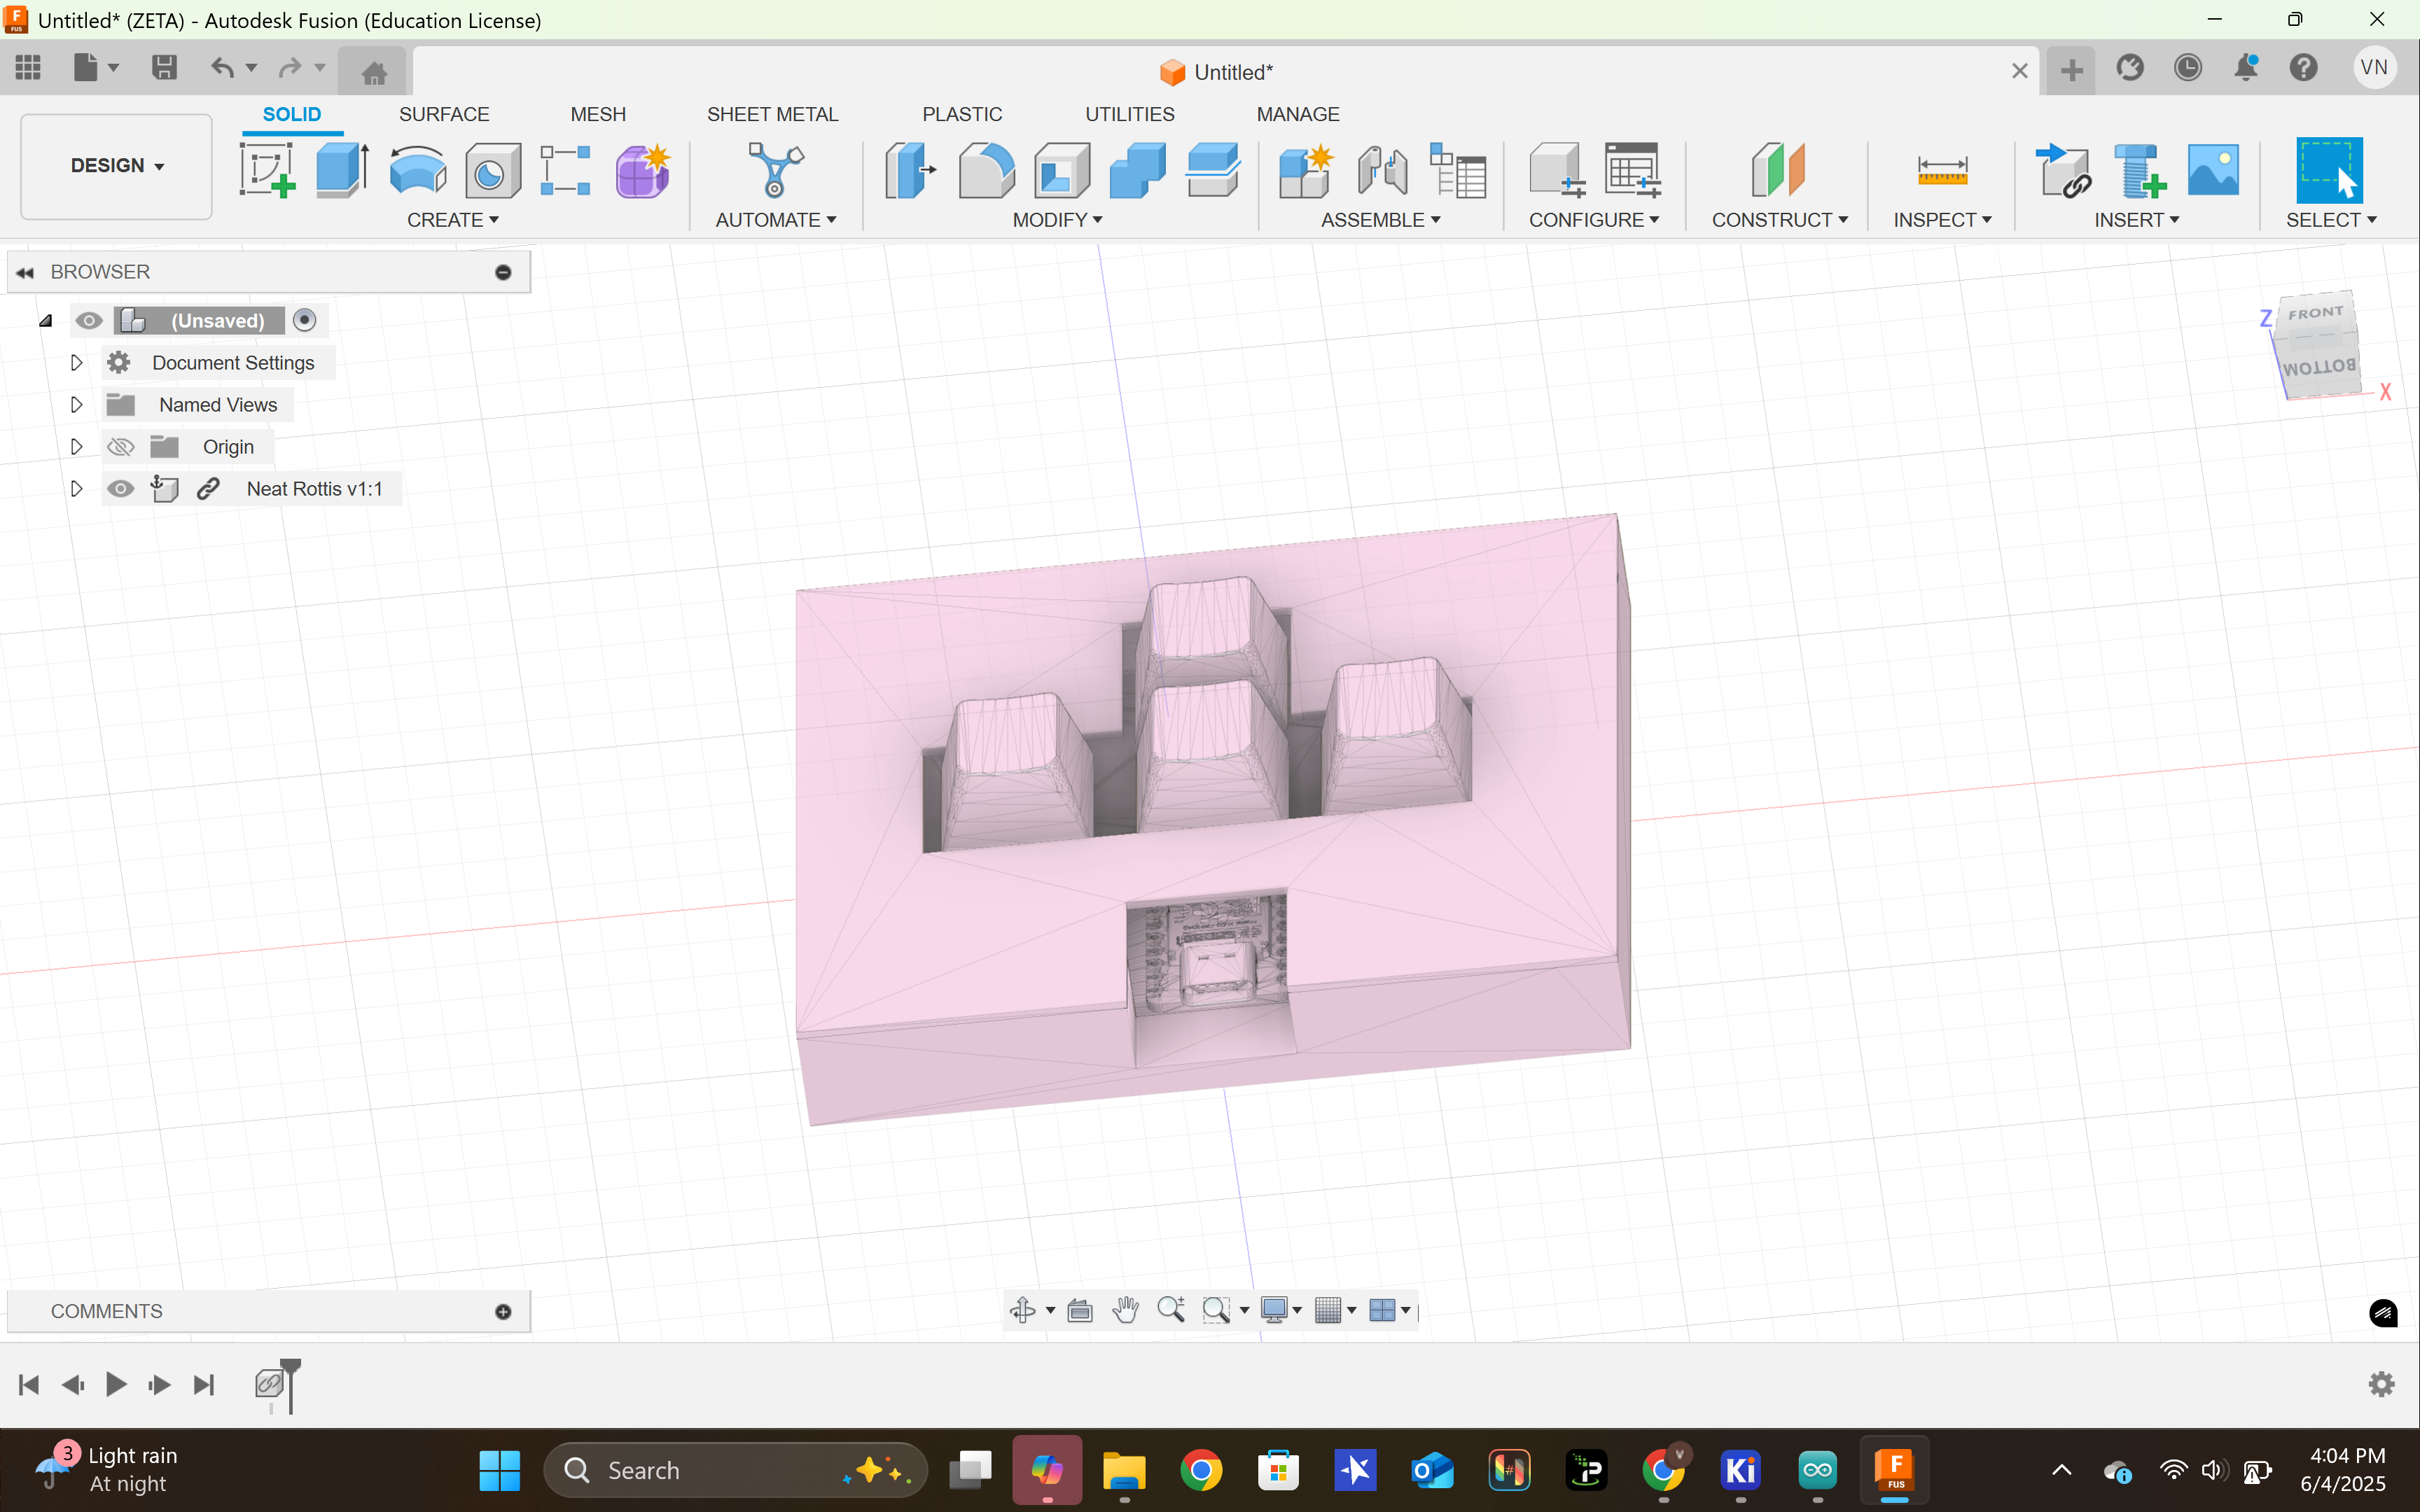 Untitled* (ZETA) - Autodesk Fusion (Education License)
Untitled*
VN
SOLID SURFACE MESH SHEET METAL PLASTIC UTILITIES MANAGE
DESIGN
CREATE AUTOMATE MODIFY ASSEMBLE CONFIGURE CONSTRUCT INSPECT INSERT SELECT
BROWSER
(Unsaved)
Document Settings
Named Views
Origin
Neat Rottis v1:1
Z
FRONT
BOTTOM
X
COMMENTS
3
Light rain
At night
Search
Ki
F
FUS
4:04 PM
6/4/2025